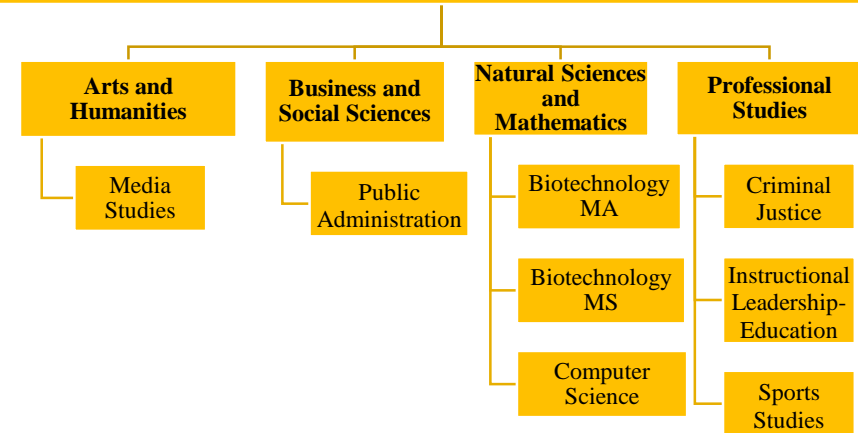 Arts and
Humanities
Media
Studies
Business and
Social Sciences
Public
Administration
Natural Sciences
and
Mathematics
Biotechnology
MA
Biotechnology
MS
Computer
Science
Professional
Studies
Criminal
Justice
Instructional
Leadership-
Education
Sports
Studies